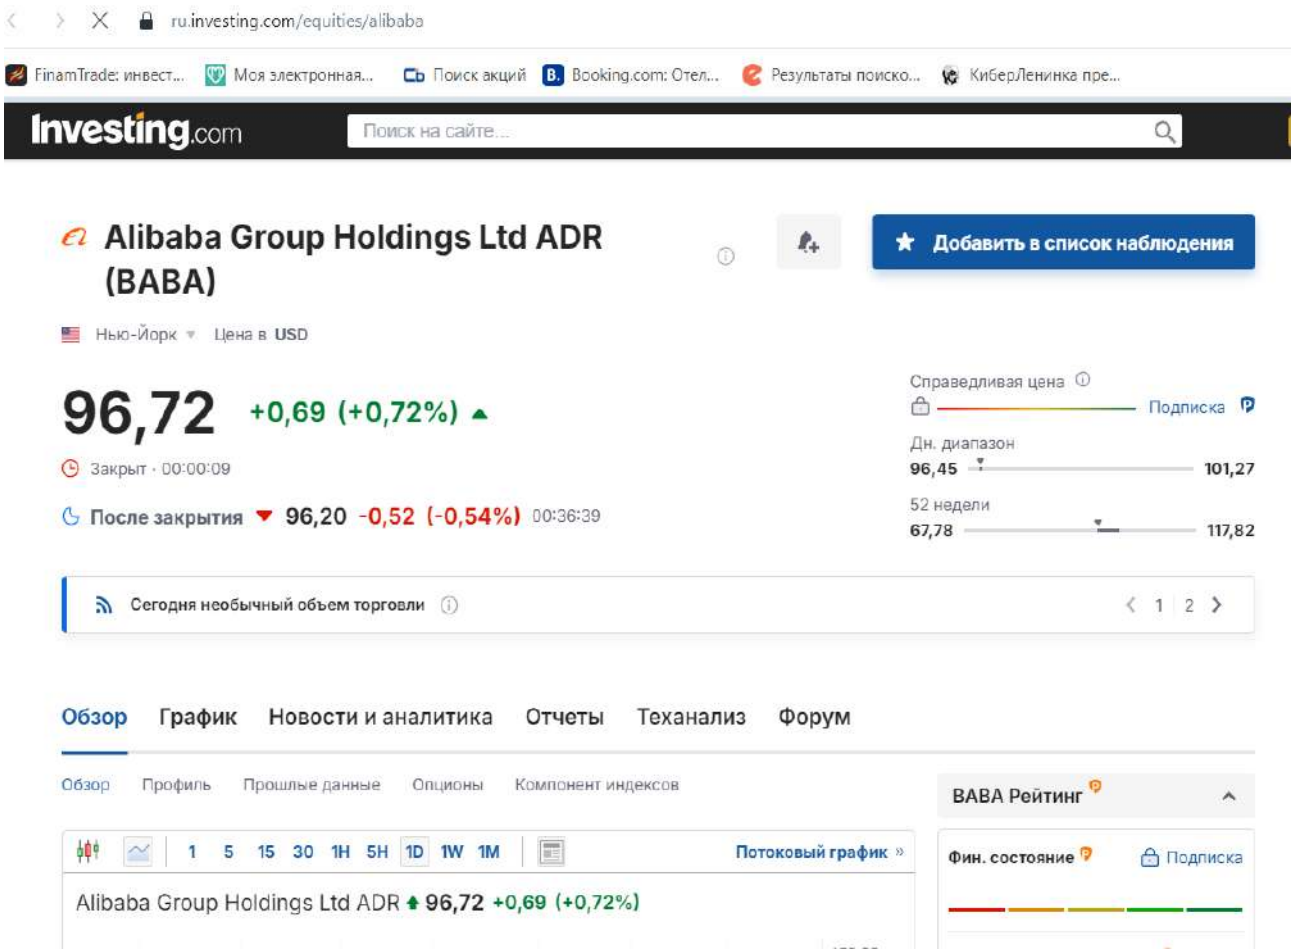 ru.investing.com/equities/alibaba
FinamTrade: инвест... Моя электронная... Сь Поиск акций B. Booking.com: Отел... Результаты поиско... КиберЛенинка пре...
Investing.com Поиск на сайте...
Alibaba Group Holdings Ltd ADR
(BABA)
Добавить в список наблюдения
Нью-Йорк Цена в USD
Справедливая цена
Подписка
96,72 +0,69 (+0,72%)
Дн. диапазон
96,45 101,27
Закрыт · 00:00:09
52 недели
67,78 117,82
После закрытия 96,20 -0,52 (-0,54%) 00:36:39
Сегодня необычный объем торговли 1 2
Обзор График Новости и аналитика Отчеты Теханализ Форум
Обзор Профиль Прошлые данные Опционы Компонент индексов
BABA Рейтинг
1 5 15 30 1H 5H 1D 1W 1M Потоковый график »
Фин. состояние Подписка
Alibaba Group Holdings Ltd ADR 96,72 +0,69 (+0,72%)